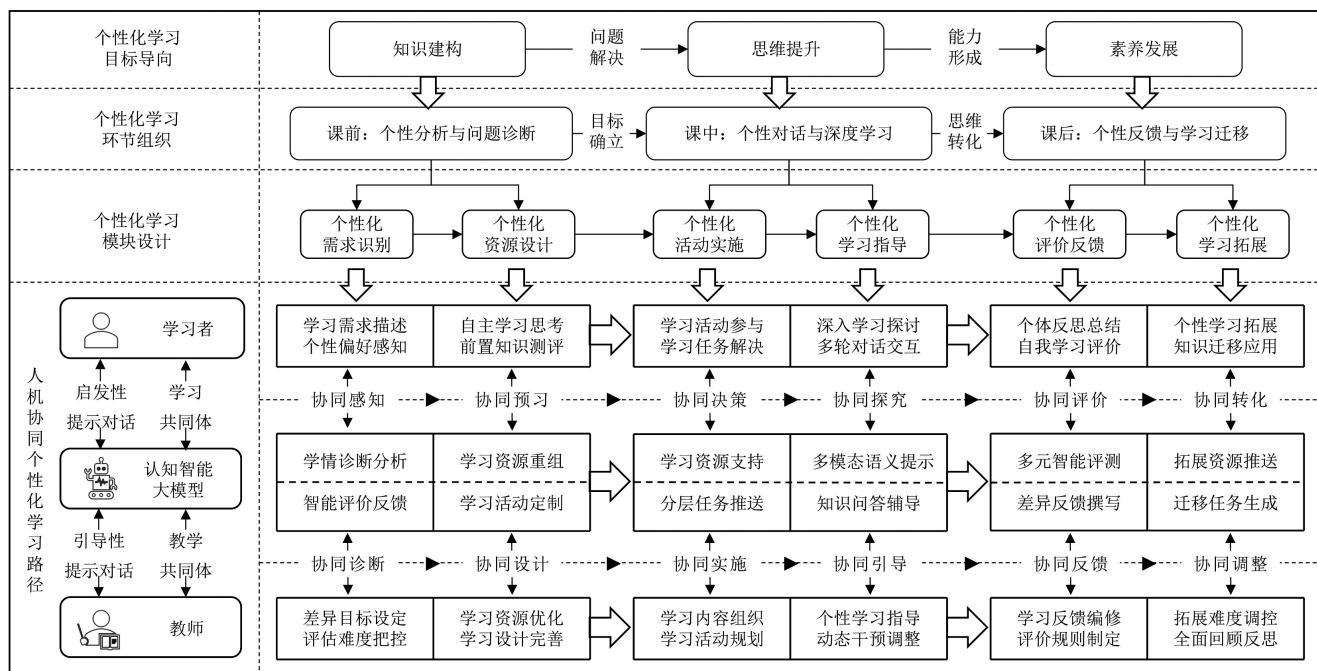 个性化学习
目标导向
知识建构
问题
解决
思维提升
能力
形成
素养发展
个性化学习
环节组织
课前：个性分析与问题诊断
目标
确立
课中：个性对话与深度学习
思维
转化
课后：个性反馈与学习迁移
个性化学习
模块设计
个性化
需求识别
个性化
资源设计
个性化
活动实施
个性化
学习指导
个性化
评价反馈
个性化
学习拓展
人机协同个性化学习路径
学习者
启发性
提示对话
学习
共同体
认知智能
大模型
引导性
提示对话
教学
共同体
教师
学习需求描述
个性偏好感知
自主学习思考
前置知识测评
学习活动参与
学习任务解决
深入学习探讨
多轮对话交互
个体反思总结
自我学习评价
个性学习拓展
知识迁移应用
协同感知
协同预习
协同决策
协同探究
协同评价
协同转化
学情诊断分析
智能评价反馈
学习资源重组
学习活动定制
学习资源支持
分层任务推送
多模态语义提示
知识问答辅导
多元智能评测
差异反馈撰写
拓展资源推送
迁移任务生成
协同诊断
协同设计
协同实施
协同引导
协同反馈
协同调整
差异目标设定
评估难度把控
学习资源优化
学习设计完善
学习内容组织
学习活动规划
个性学习指导
动态干预调整
学习反馈编修
评价规则制定
拓展难度调控
全面回顾反思